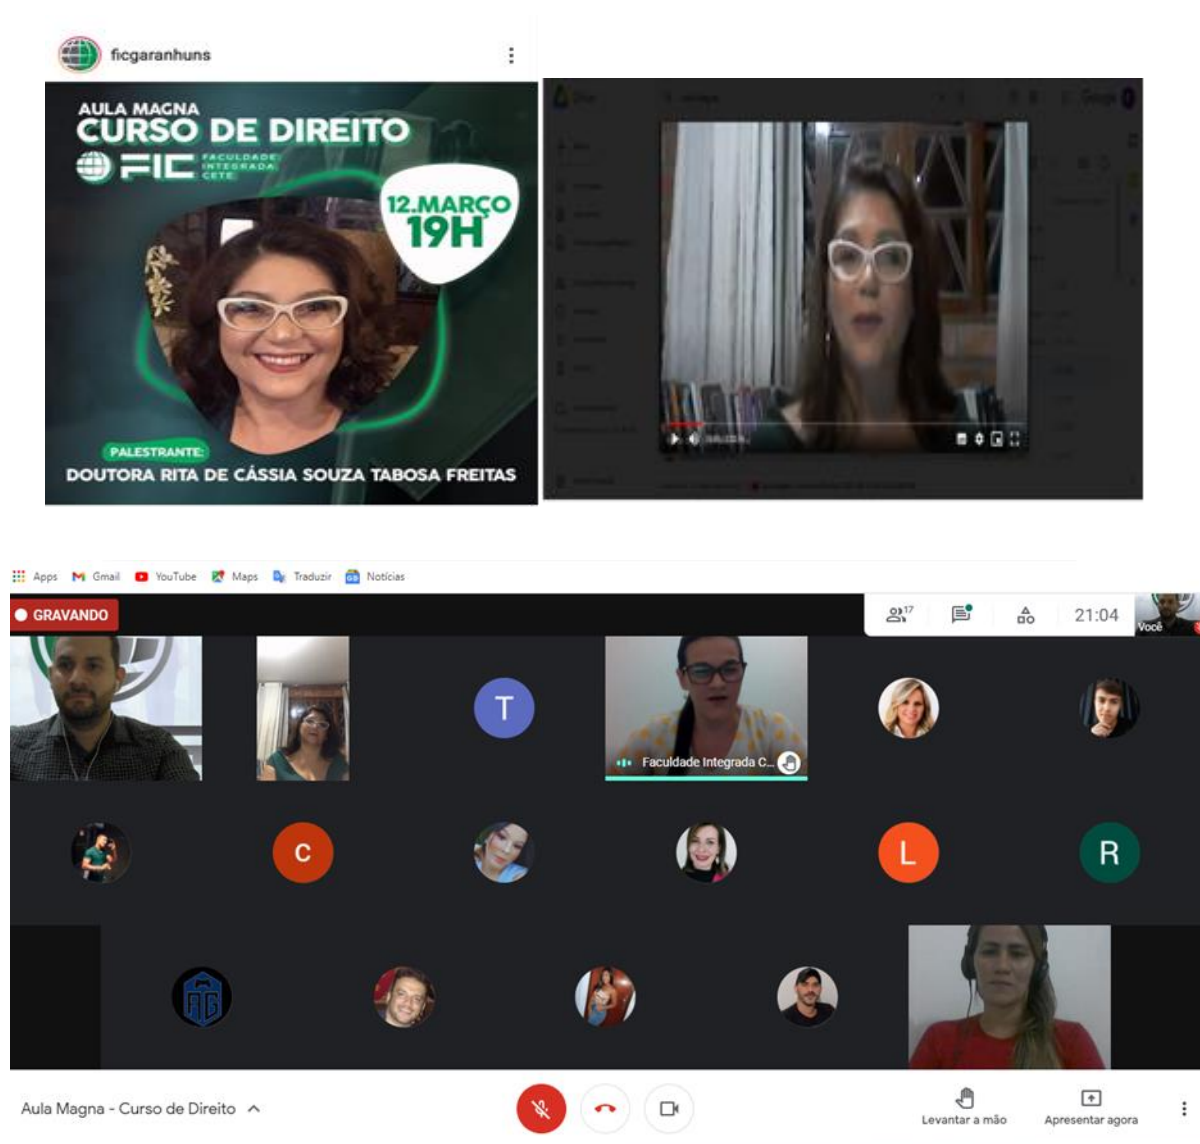 ficgaranhuns
AULA MAGNA
CURSO DE DIREITO
FIC FACULDADE
INTEGRADA
CETE
12.MARÇO
19H
PALESTRANTE:
DOUTORA RITA DE CÁSSIA SOUZA TABOSA FREITAS
Google
Apps Gmail YouTube Maps Traduzir Notícias
GRAVANDO
17
21:04
Você
T
Faculdade Integrada C...
C
L
R
Aula Magna - Curso de Direito
Levantar a mão
Apresentar agora